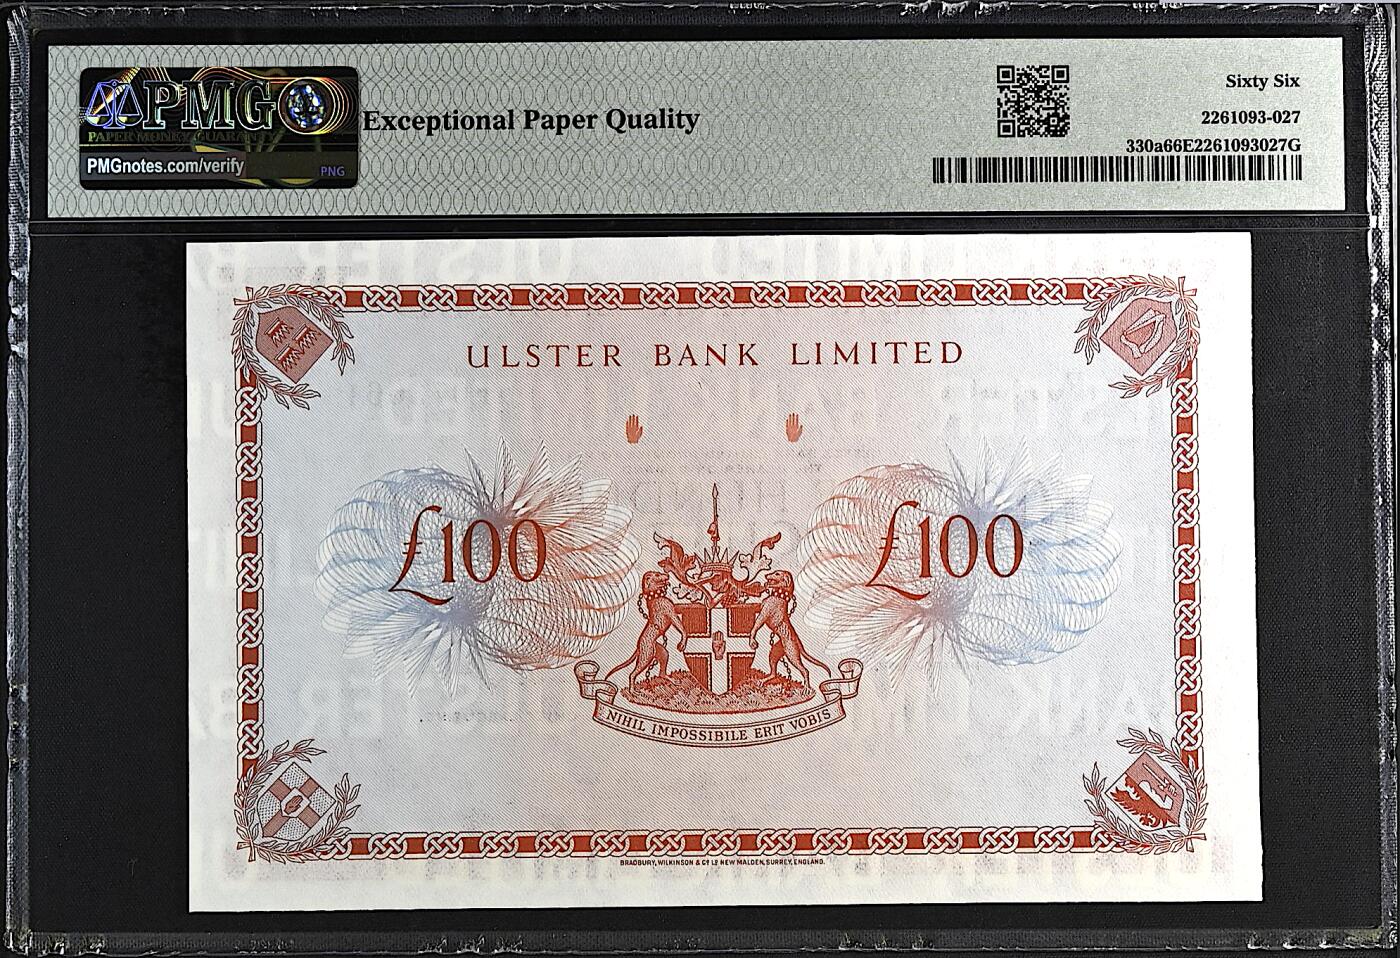 PMG
PAPER MONEY GUARANTY
PMGnotes.com/verify
PNG
Exceptional Paper Quality
Sixty Six
2261093-027
330a66E2261093027G
ULSTER BANK LIMITED
£100
£100
NIHIL IMPOSSIBILE ERIT VOBIS
BRADBURY, WILKINSON & Cº Lᴰ NEW MALDEN, SURREY, ENGLAND.